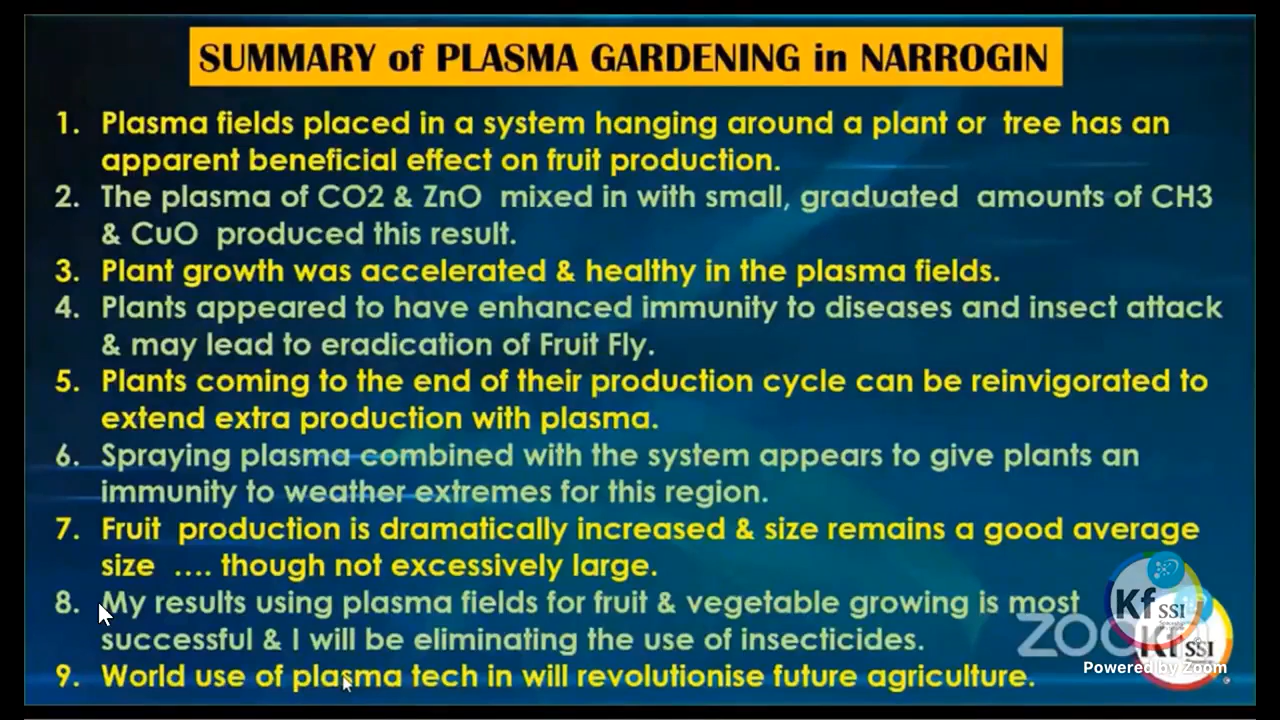 SUMMARY of PLASMA GARDENING in NARROGIN
1. Plasma fields placed in a system hanging around a plant or tree has an
apparent beneficial effect on fruit production.
2. The plasma of CO2 & ZnO mixed in with small, graduated amounts of CH3
& CuO produced this result.
3. Plant growth was accelerated & healthy in the plasma fields.
4. Plants appeared to have enhanced immunity to diseases and insect attack
& may lead to eradication of Fruit Fly.
5. Plants coming to the end of their production cycle can be reinvigorated to
extend extra production with plasma.
6. Spraying plasma combined with the system appears to give plants an
immunity to weather extremes for this region.
7. Fruit production is dramatically increased & size remains a good average
size .... though not excessively large.
8. My results using plasma fields for fruit & vegetable growing is most
successful & I will be eliminating the use of insecticides.
9. World use of plasma tech will revolutionise future agriculture.
Kf SSI
zoom
Kf SSI
Powered by Zoom